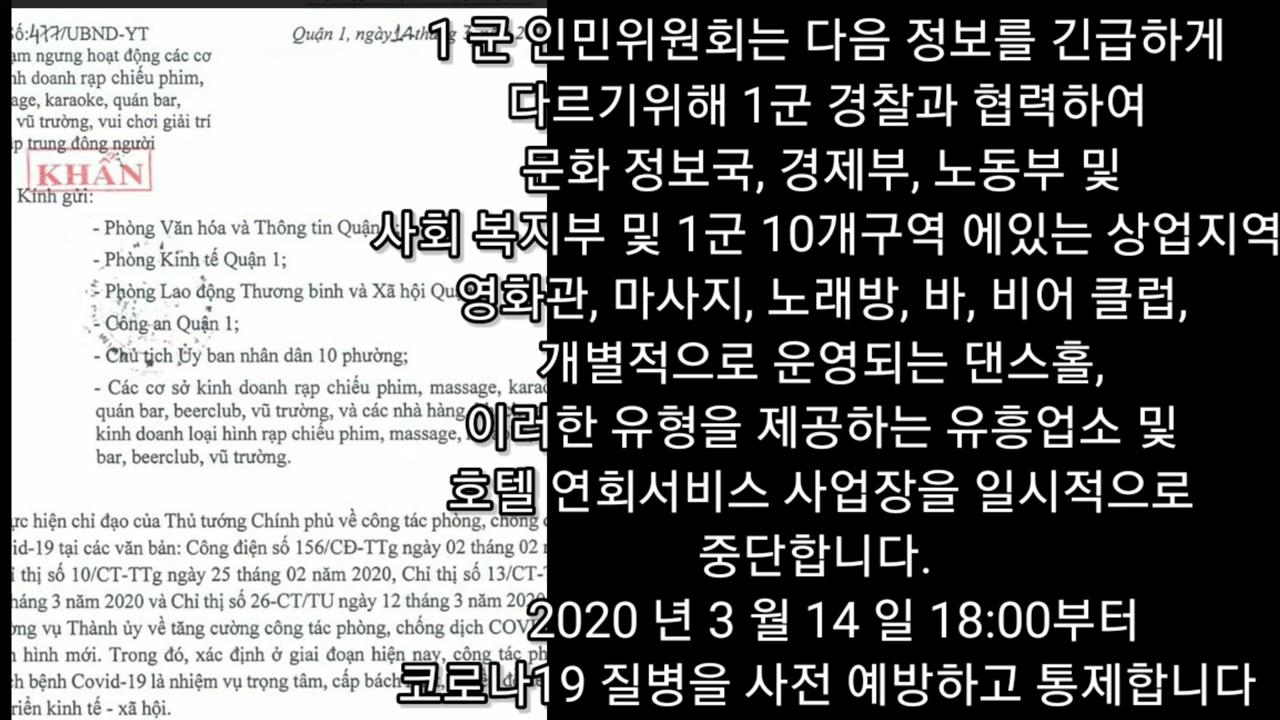 ố:477/UBND-YT
Quận 1, ngày 14 thá
ạm ngưng hoạt động các cơ
nh doanh rạp chiếu phim,
age, karaoke, quán bar,
vũ trường, vui chơi giải trí
p trung đông người
KHẨN
Kính gửi:
- Phòng Văn hóa và Thông tin Quận
- Phòng Kinh tế Quận 1;
- Phòng Lao động Thương binh và Xã hội Qu
- Công an Quận 1;
- Chủ tịch Ủy ban nhân dân 10 phường;
- Các cơ sở kinh doanh rạp chiếu phim, massage, karao
quán bar, beerclub, vũ trường, và các nhà hàng
kinh doanh loại hình rạp chiếu phim, massage,
bar, beerclub, vũ trường.
ực hiện chỉ đạo của Thủ tướng Chính phủ về công tác phòng, chống
id-19 tại các văn bản: Công điện số 156/CĐ-TTg ngày 02 tháng 02
ỉ thị số 10/CT-TTg ngày 25 tháng 02 năm 2020, Chỉ thị số 13/CT-
háng 3 năm 2020 và Chỉ thị số 26-CT/TU ngày 12 tháng 3 năm 2020
ờng vụ Thành ủy về tăng cường công tác phòng, chống dịch COV
h hình mới. Trong đó, xác định ở giai đoạn hiện nay, công tác ph
ch bệnh Covid-19 là nhiệm vụ trọng tâm, cấp bách
riển kinh tế - xã hội.
1 군 인민위원회는 다음 정보를 긴급하게
다르기위해 1군 경찰과 협력하여
문화 정보국, 경제부, 노동부 및
사회 복지부 및 1군 10개구역 에있는 상업지역
영화관, 마사지, 노래방, 바, 비어 클럽,
개별적으로 운영되는 댄스홀,
이러한 유형을 제공하는 유흥업소 및
호텔 연회서비스 사업장을 일시적으로
중단합니다.
2020 년 3 월 14 일 18:00부터
코로나19 질병을 사전 예방하고 통제합니다